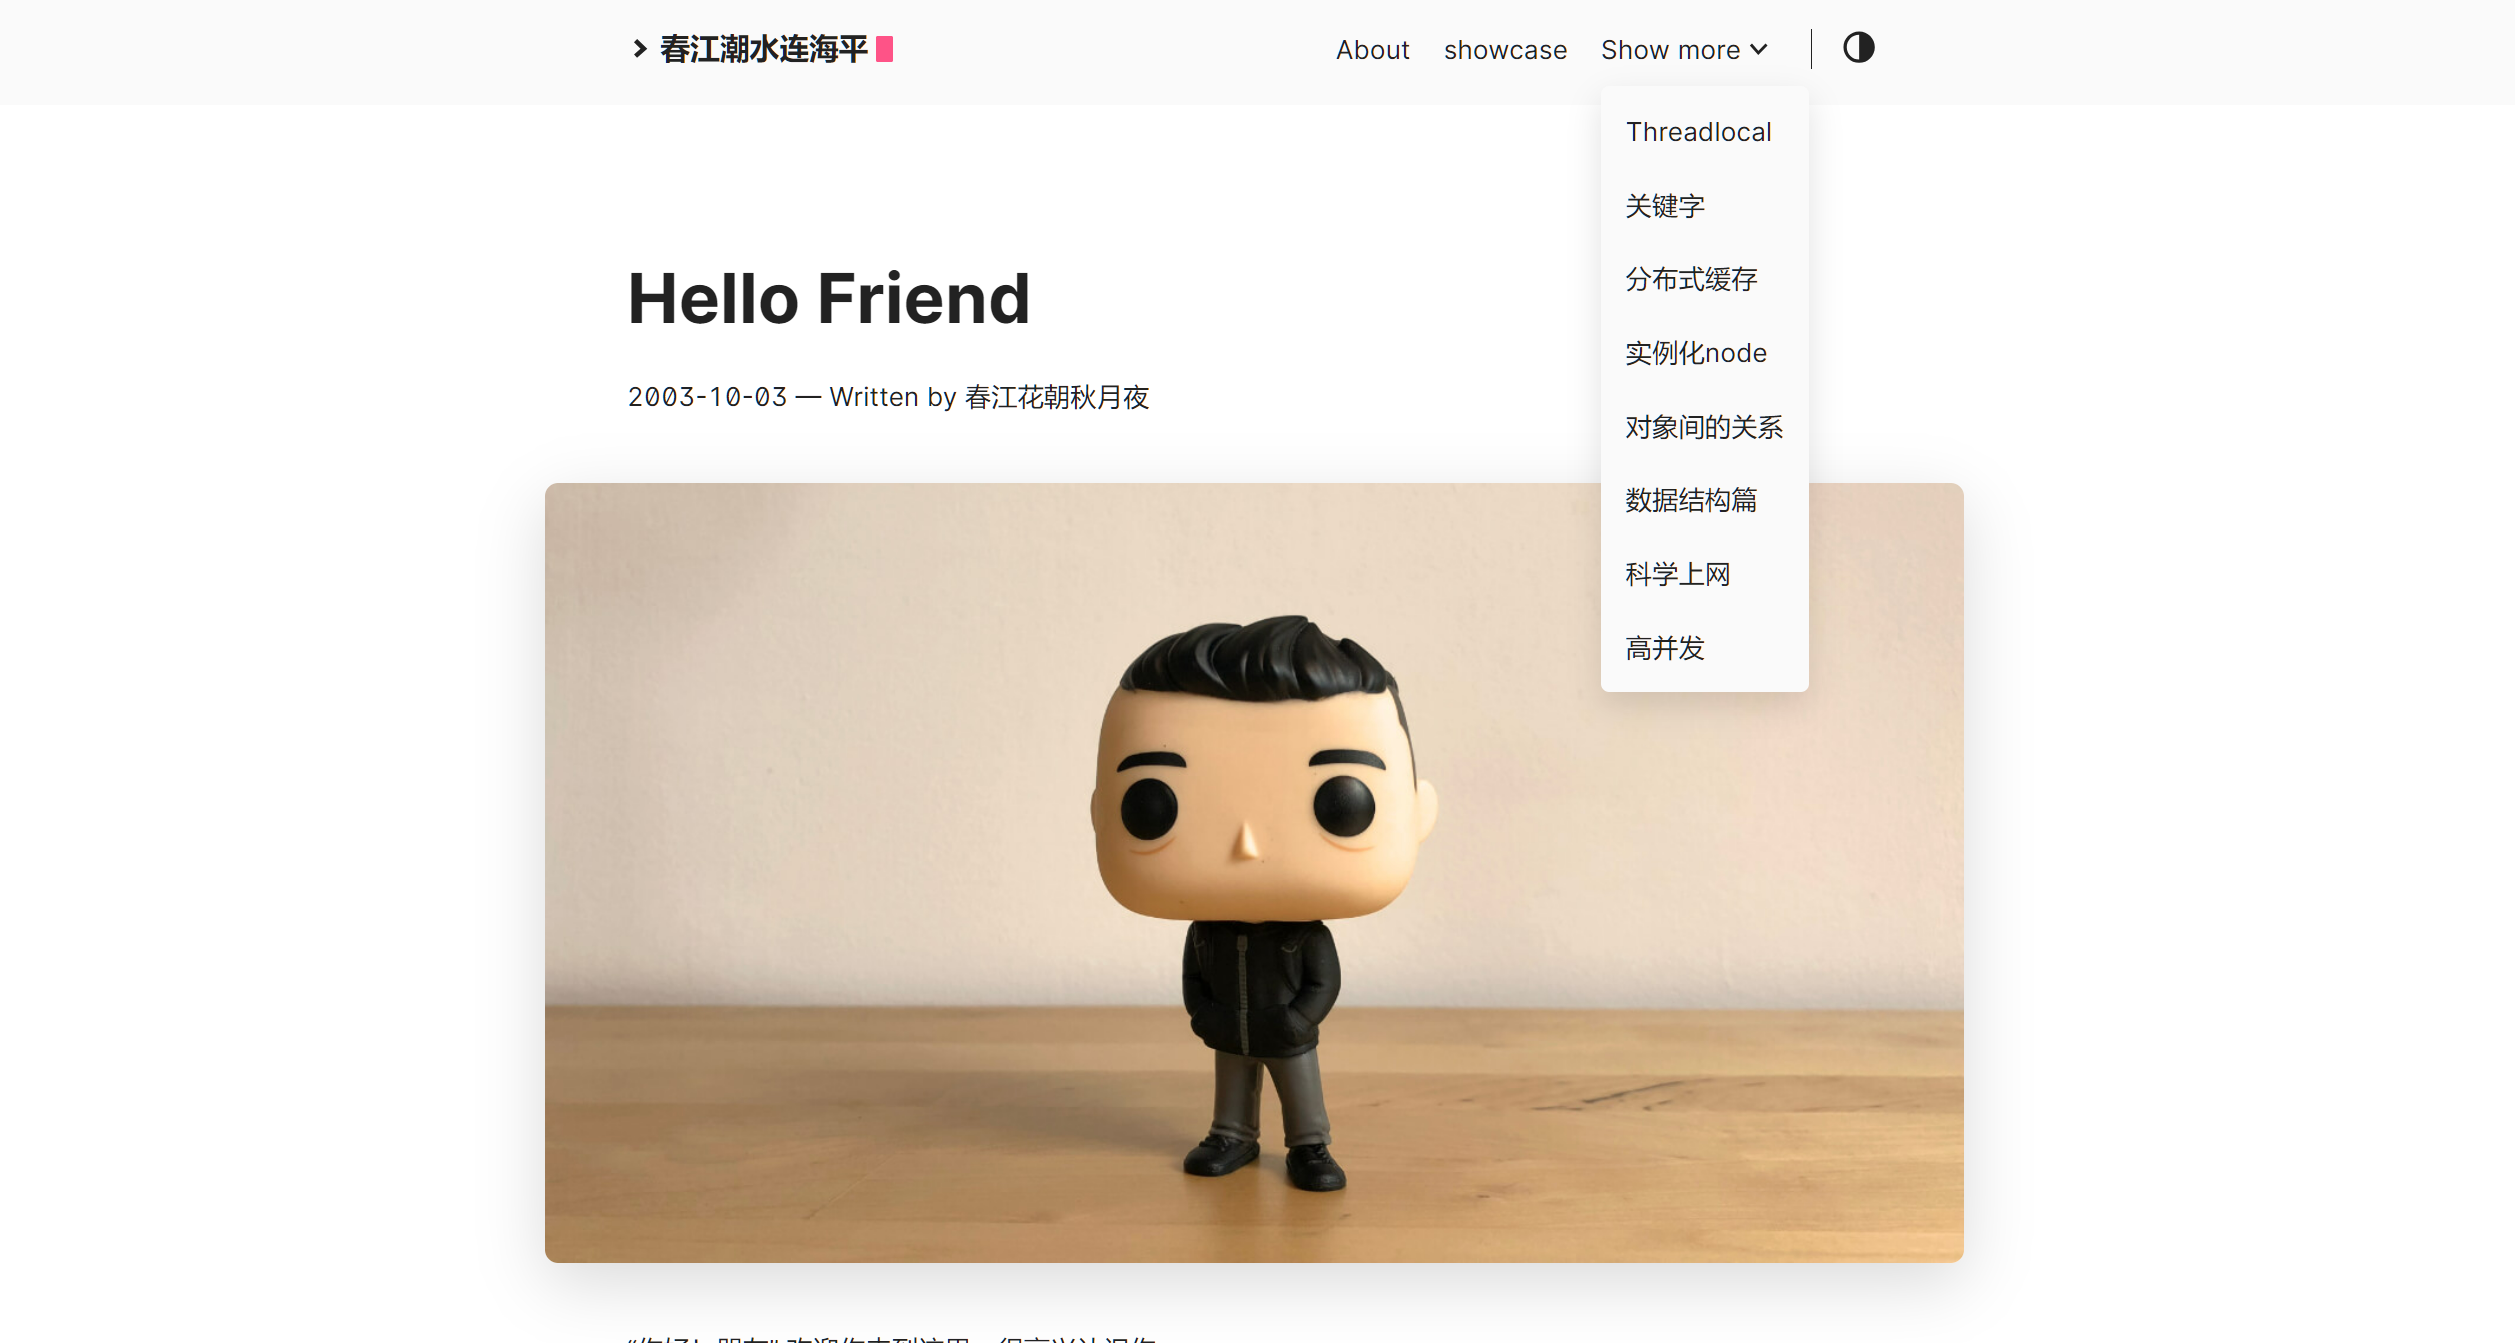 春江潮水连海平
About showcase Show more
Threadlocal
关键字
分布式缓存
实例化node
对象间的关系
数据结构篇
科学上网
高并发
Hello Friend
2003-10-03 — Written by 春江花朝秋月夜